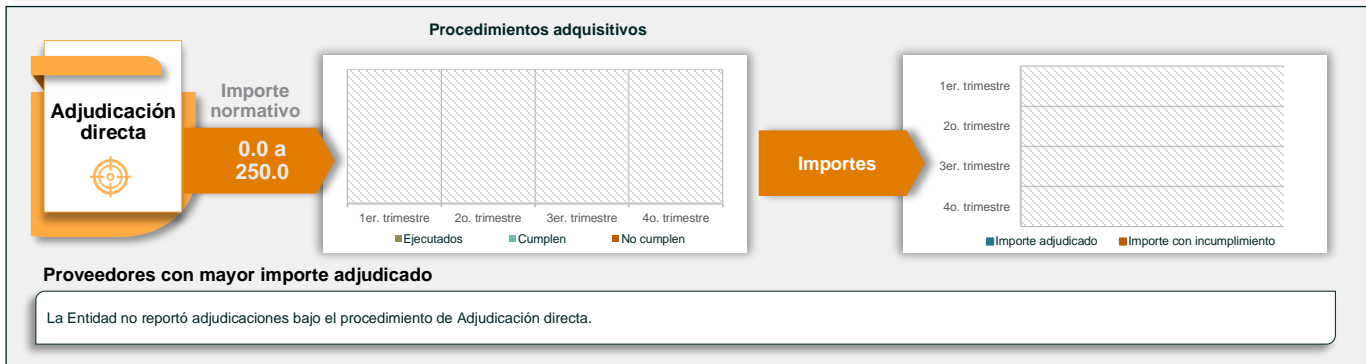 Procedimientos adquisitivos
Adjudicación
directa
Importe
normativo
0.0 a
250.0
1er. trimestre
2o. trimestre
3er. trimestre
4o. trimestre
Ejecutados
Cumplen
No cumplen
Importes
1er. trimestre
2o. trimestre
3er. trimestre
4o. trimestre
Importe adjudicado
Importe con incumplimiento
Proveedores con mayor importe adjudicado
La Entidad no reportó adjudicaciones bajo el procedimiento de Adjudicación directa.